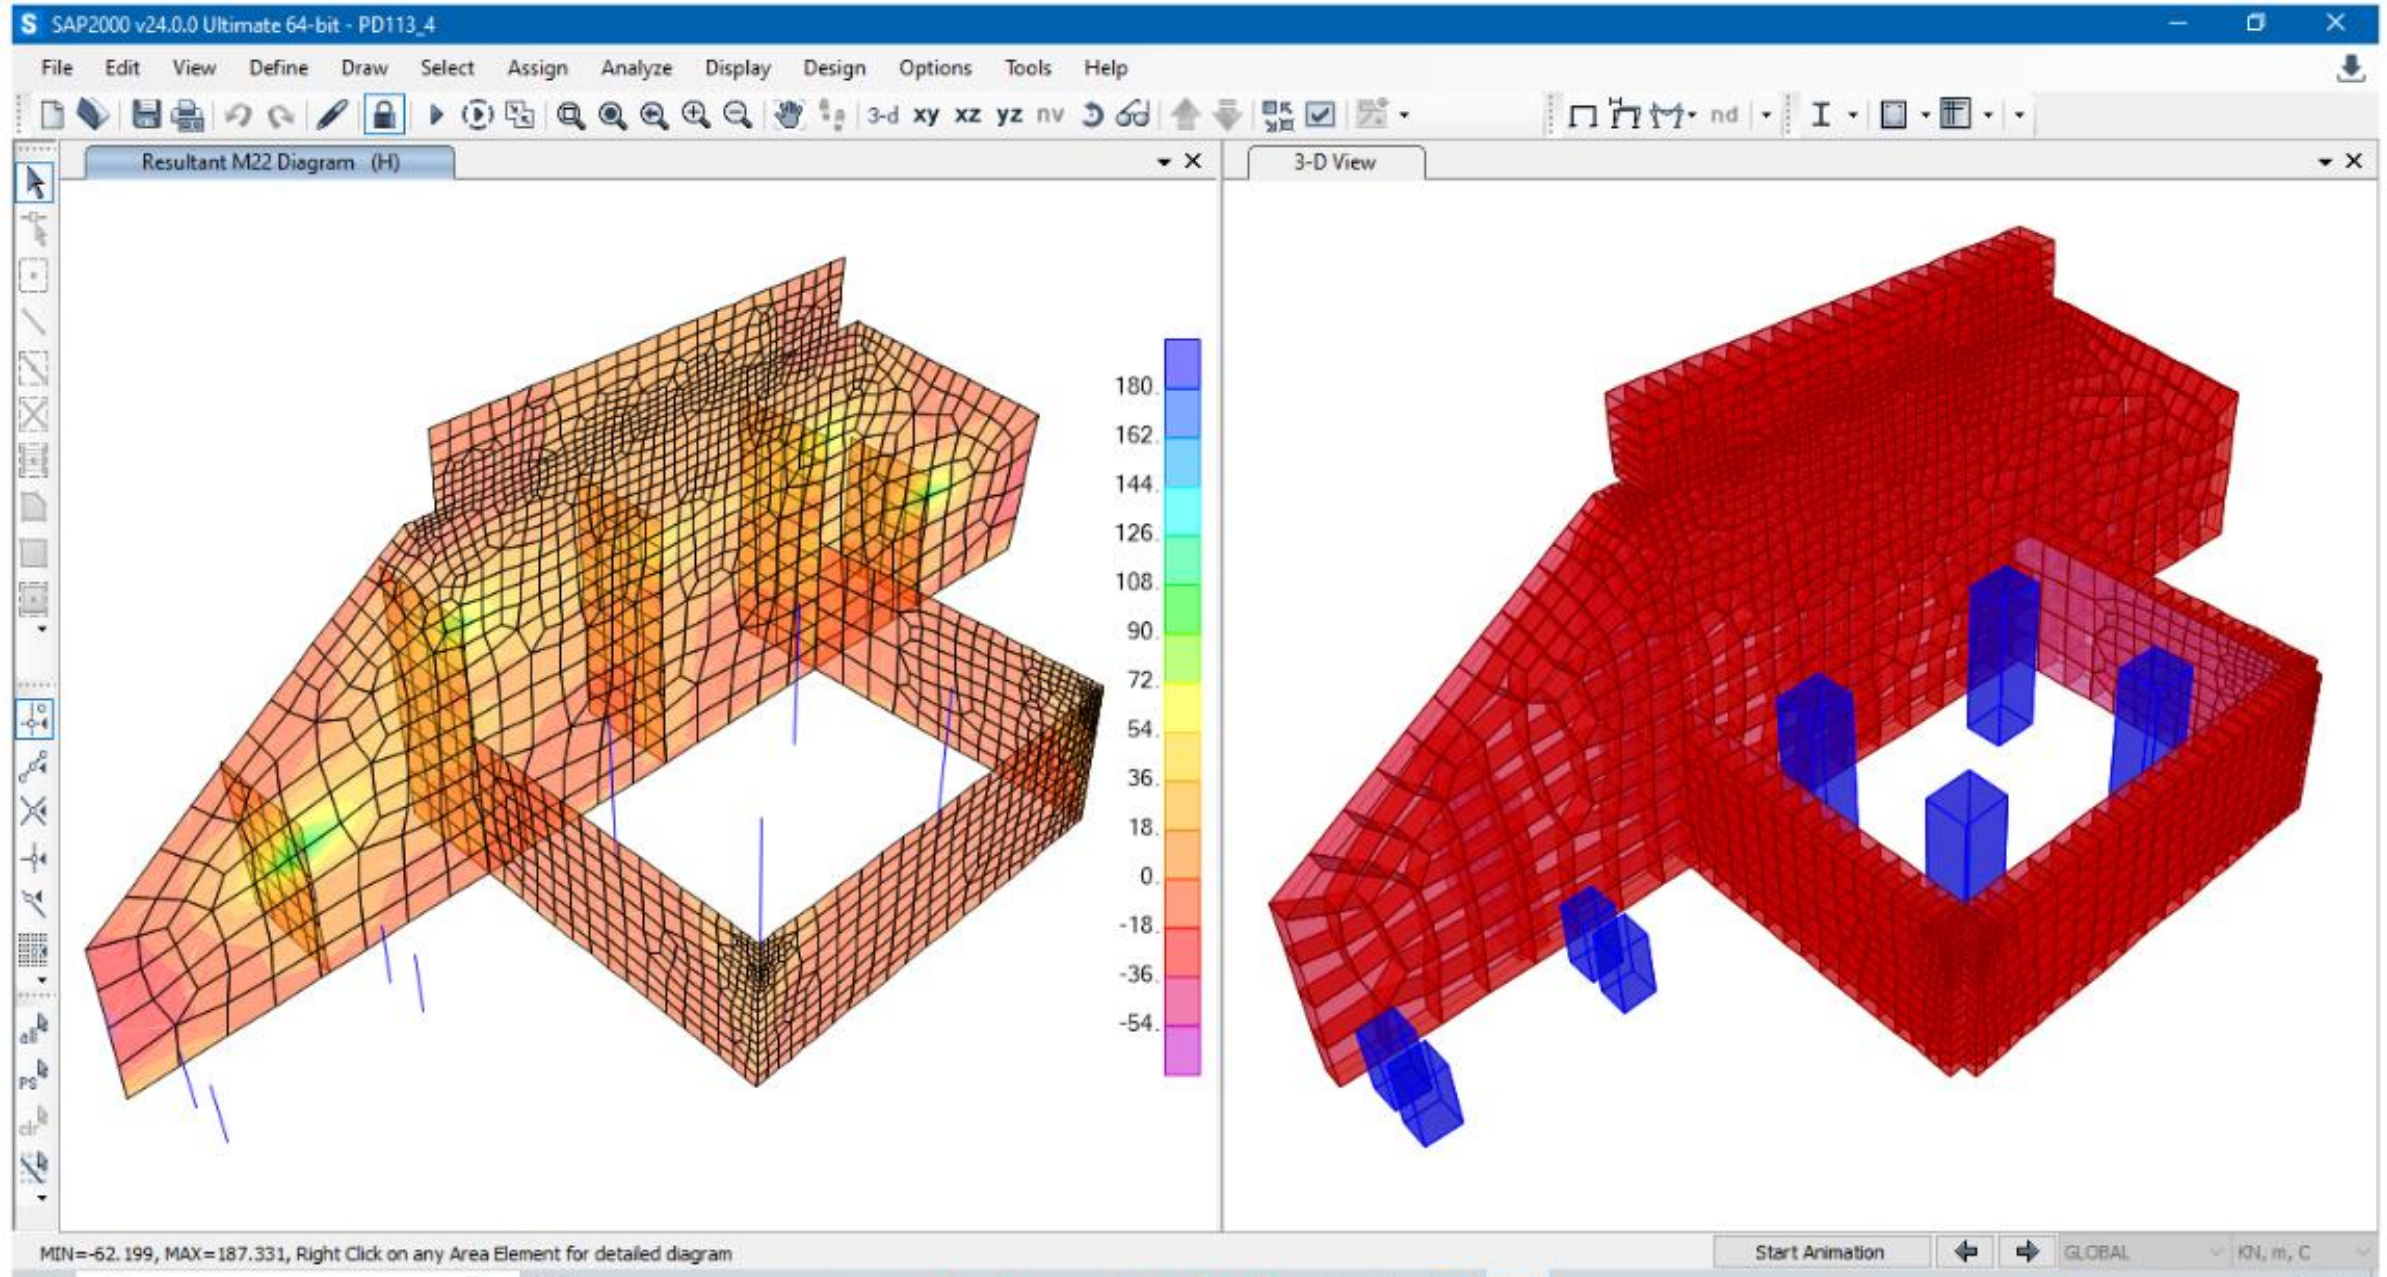 S SAP2000 v24.0.0 Ultimate 64-bit - PD113_4
File Edit View Define Draw Select Assign Analyze Display Design Options Tools Help
3-d xy xz yz nv nd
Resultant M22 Diagram (H)
3-D View
180.
162.
144.
126.
108.
90.
72.
54.
36.
18.
0.
-18.
-36.
-54.
all
ps
clr
MIN=-62.199, MAX=187.331, Right Click on any Area Element for detailed diagram
Start Animation
GLOBAL
KN, m, C